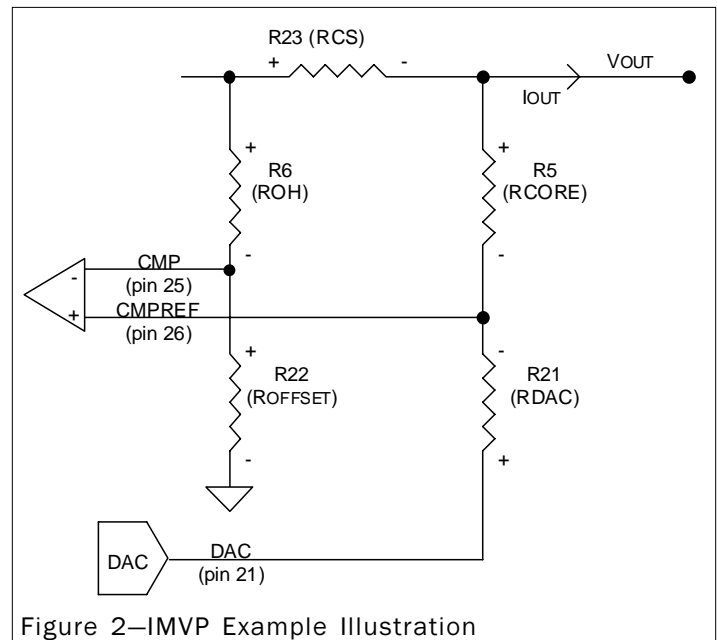 R23 (RCS)
+ -
VOUT
IOUT
+
R6
(ROH)
-
+
R5
(RCORE)
-
CMP
(pin 25)
-
CMPREF
(pin 26)
+
+
R22
(ROFFSET)
-
-
R21
(RDAC)
+
DAC
DAC
(pin 21)
Figure 2—IMVP Example Illustration